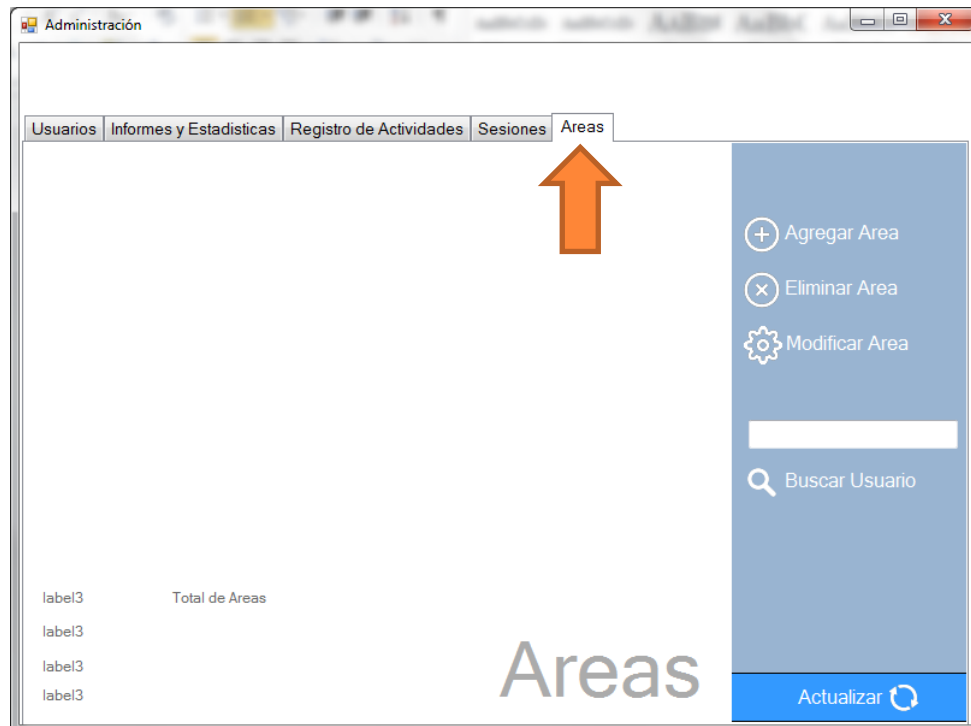 Administración
Usuarios Informes y Estadisticas Registro de Actividades Sesiones Areas
Agregar Area
Eliminar Area
Modificar Area
Buscar Usuario
label3 Total de Areas
label3
label3
label3
Areas
Actualizar